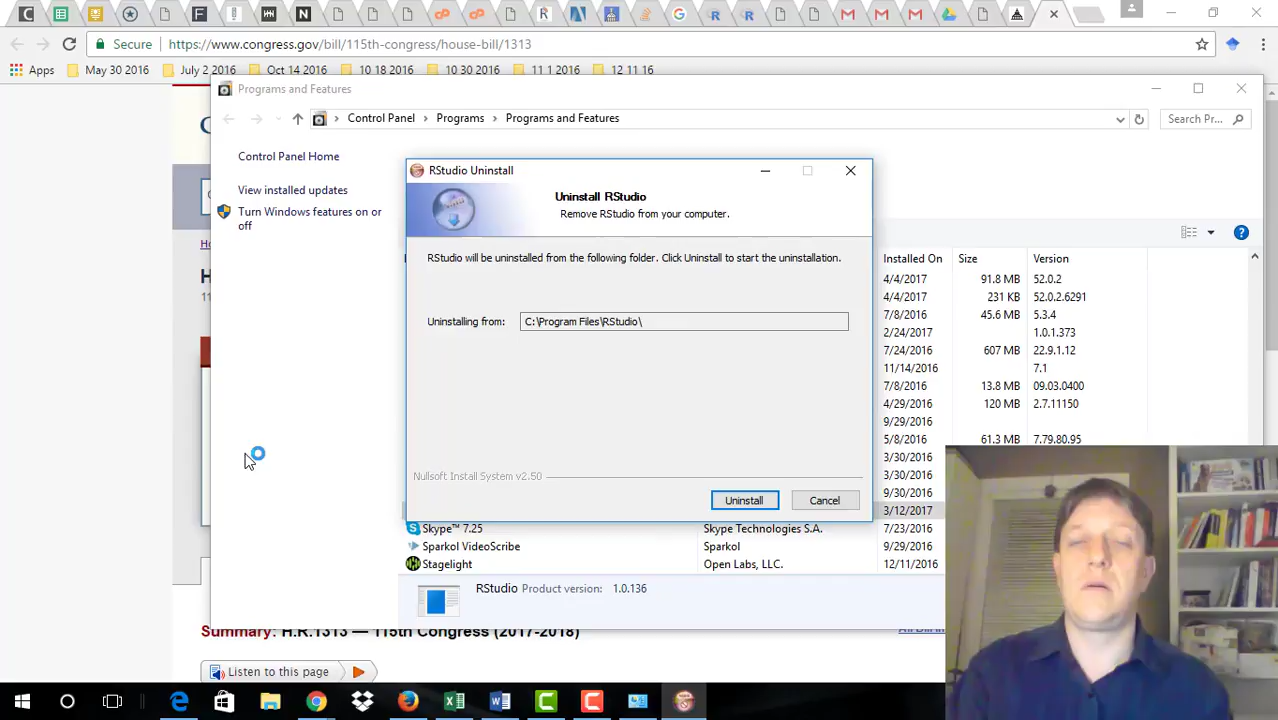 Secure
https://www.congress.gov/bill/115th-congress/house-bill/1313
Apps
May 30 2016
July 2 2016
Oct 14 2016
10 18 2016
10 30 2016
11 1 2016
12 11 16
Programs and Features
Control Panel
Programs
Programs and Features
Search Pr...
Control Panel Home
View installed updates
Turn Windows features on or
off
RStudio Uninstall
Uninstall RStudio
Remove RStudio from your computer.
RStudio will be uninstalled from the following folder. Click Uninstall to start the uninstallation.
Uninstalling from: C:\Program Files\RStudio\
Nullsoft Install System v2.50
Uninstall
Cancel
Installed On Size Version
4/4/2017 91.8 MB 52.0.2
4/4/2017 231 KB 52.0.2.6291
7/8/2016 45.6 MB 5.3.4
2/24/2017 1.0.1.373
7/24/2016 607 MB 22.9.1.12
11/14/2016 7.1
7/8/2016 13.8 MB 09.03.0400
4/29/2016 120 MB 2.7.11150
9/29/2016
5/8/2016 61.3 MB 7.79.80.95
3/30/2016
3/30/2016
9/30/2016
3/12/2017
Skype™ 7.25 Skype Technologies S.A. 7/23/2016
Sparkol VideoScribe Sparkol 9/29/2016
Stagelight Open Labs, LLC. 12/11/2016
RStudio Product version: 1.0.136
Summary: H.R.1313 — 115th Congress (2017-2018)
Listen to this page